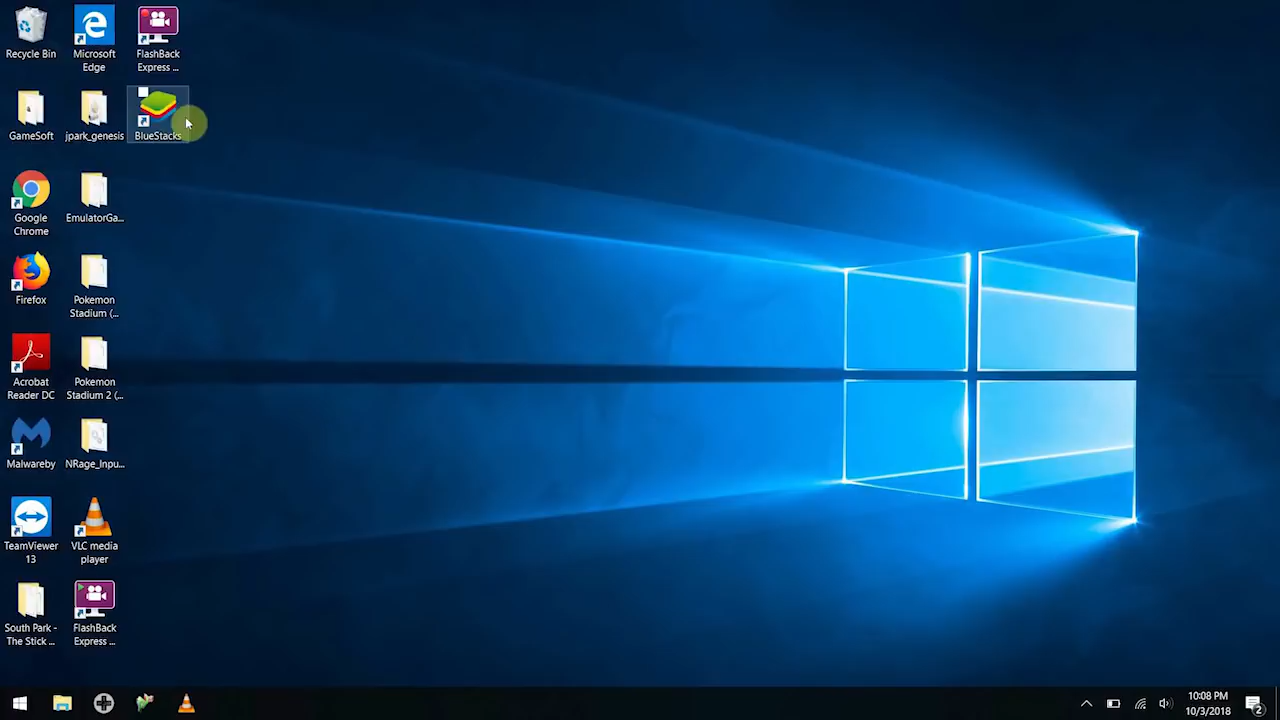 Recycle Bin
Microsoft
Edge
FlashBack
Express ...
GameSoft
jpark_genesis
BlueStacks
Google
Chrome
EmulatorGa...
Firefox
Pokemon
Stadium (...
Acrobat
Reader DC
Pokemon
Stadium 2 (...
Malwareby
NRage_Inpu...
TeamViewer
13
VLC media
player
South Park -
The Stick ...
FlashBack
Express ...
10:08 PM
10/3/2018
2